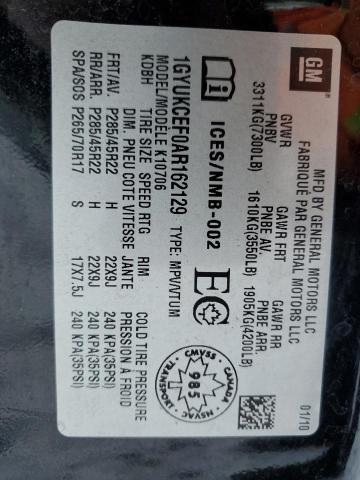 GM
MFD BY GENERAL MOTORS LLC
FABRIQUÉ PAR GENERAL MOTORS LLC
01/10
GVWR GAWR FRT GAWR RR
PNBV PNBE AV. PNBE ARR.
3311KG(7300LB) 1610KG(3550LB) 1905KG(4200LB)
ICES/NMB-002
EC
CANADA CMVSS 985 NSVAC TRANSPORT
1GYUKCEF0AR162129 TYPE: MPV/VTUM
MODEL/MODÈLE K10706
KDBH TIRE SIZE SPEED RTG RIM COLD TIRE PRESSURE
DIM. PNEU COTE VITESSE JANTE PRESSION À FROID
FRT/AV. P285/45R22 H 22X9J 240 KPA(35PSI)
RR/ARR. P285/45R22 H 22X9J 240 KPA(35PSI)
SPA/SOS P265/70R17 S 17X7.5J 240 KPA(35PSI)